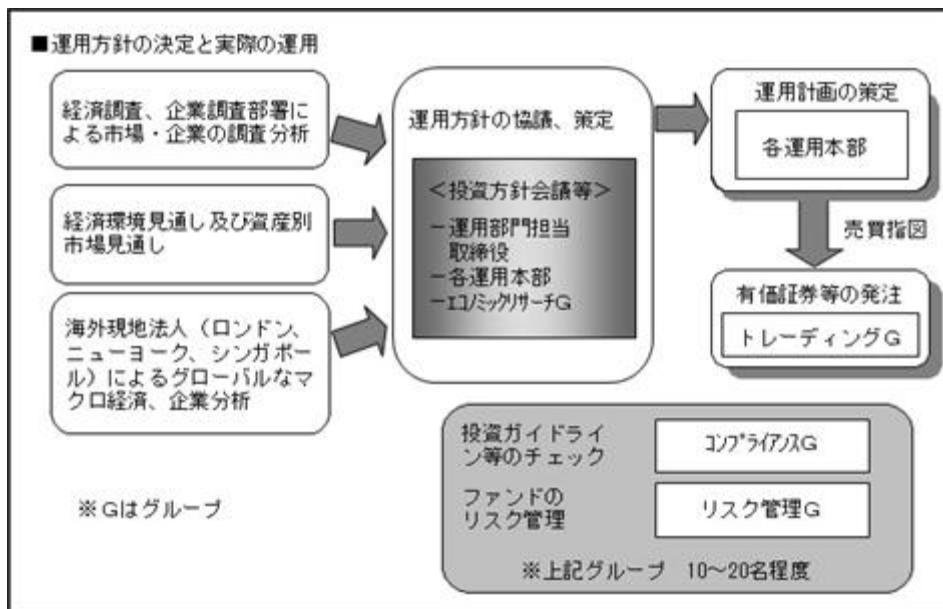 ■運用方針の決定と実際の運用
経済調査、企業調査部署に
よる市場・企業の調査分析
経済環境見通し及び資産別
市場見通し
海外現地法人（ロンドン、
ニューヨーク、シンガポー
ル）によるグローバルなマ
クロ経済、企業分析
運用方針の協議、策定
＜投資方針会議等＞
－運用部門担当
取締役
－各運用本部
－ｴｺﾉﾐｯｸﾘｻｰﾁG
運用計画の策定
各運用本部
売買指図
有価証券等の発注
トレーディングG
投資ガイドライ
ン等のチェック
ｺﾝﾌﾟﾗｲｱﾝｽG
ファンドの
リスク管理
リスク管理G
※上記グループ　10～20名程度
※Gはグループ